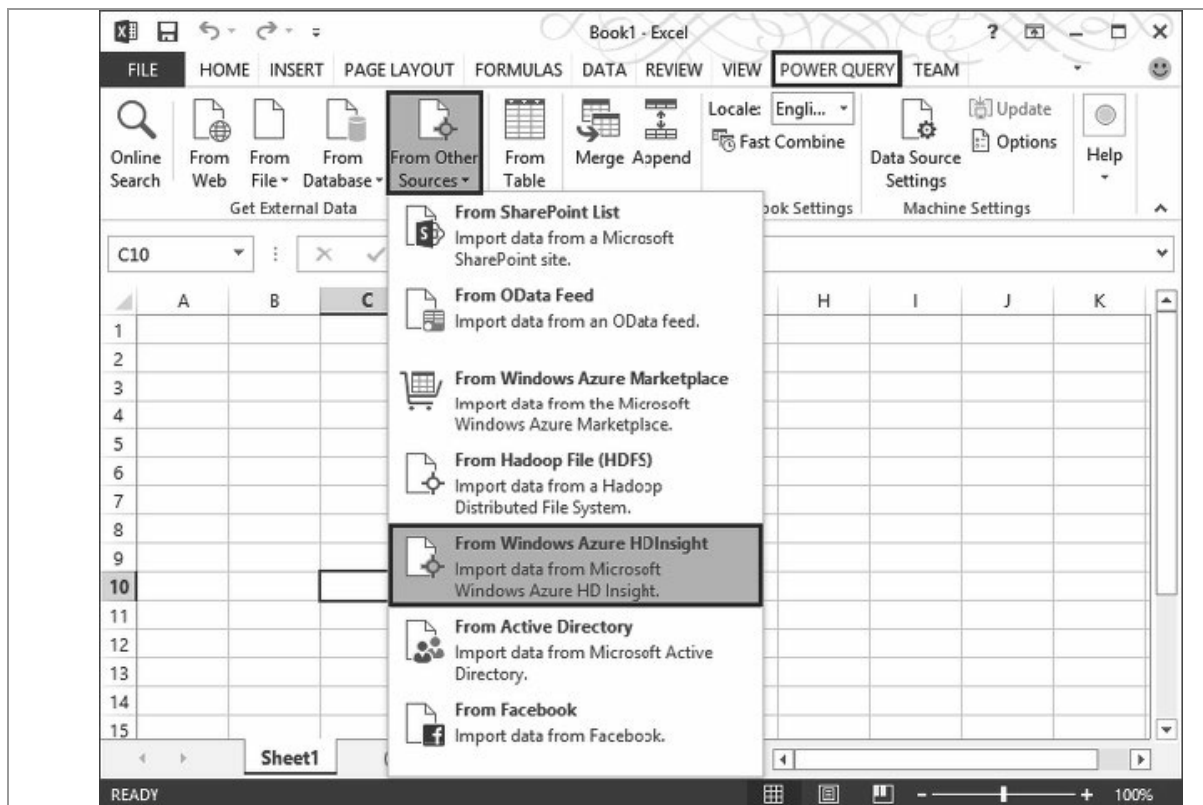 Book1 - Excel
?
FILE HOME INSERT PAGE LAYOUT FORMULAS DATA REVIEW VIEW POWER QUERY TEAM
Online Search
From Web
From File
From Database
From Other Sources
From Table
Merge
Append
Locale: Engli...
Fast Combine
Data Source Settings
Update
Options
Help
Get External Data
ook Settings
Machine Settings
C10
From SharePoint List
Import data from a Microsoft
SharePoint site.
From OData Feed
Import data from an OData feed.
From Windows Azure Marketplace
Import data from the Microsoft
Windows Azure Marketplace.
From Hadoop File (HDFS)
Import data from a Hadoop
Distributed File System.
From Windows Azure HDInsight
Import data from Microsoft
Windows Azure HD Insight.
From Active Directory
Import data from Microsoft Active
Directory.
From Facebook
Import data from Facebook.
A B C H I J K
1
2
3
4
5
6
7
8
9
10
11
12
13
14
15
Sheet1
READY
100%